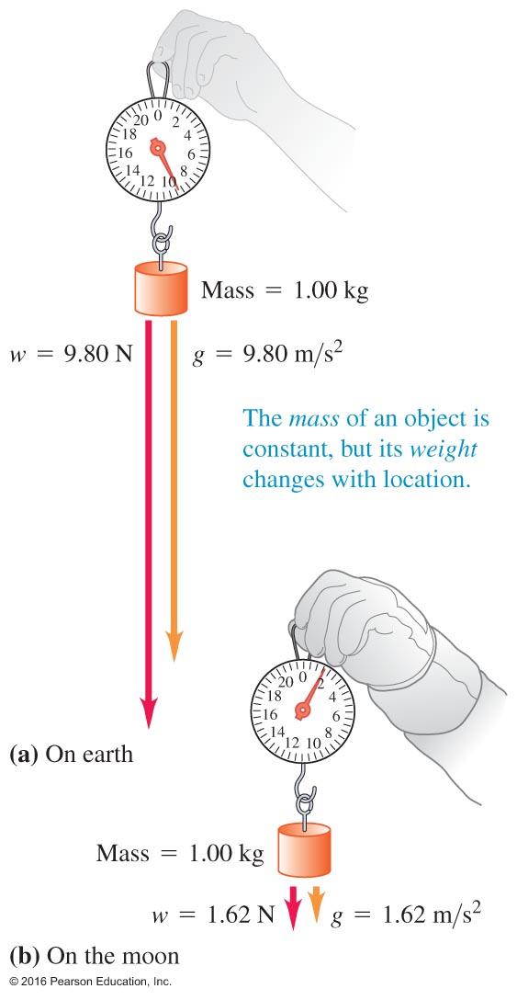 0 2 4 6 8 10 12 14 16 18 20
Mass = 1.00 kg
w = 9.80 N
g = 9.80 m/s²
The mass of an object is
constant, but its weight
changes with location.
0 2 4 6 8 10 12 14 16 18 20
(a) On earth
Mass = 1.00 kg
w = 1.62 N
g = 1.62 m/s²
(b) On the moon
© 2016 Pearson Education, Inc.